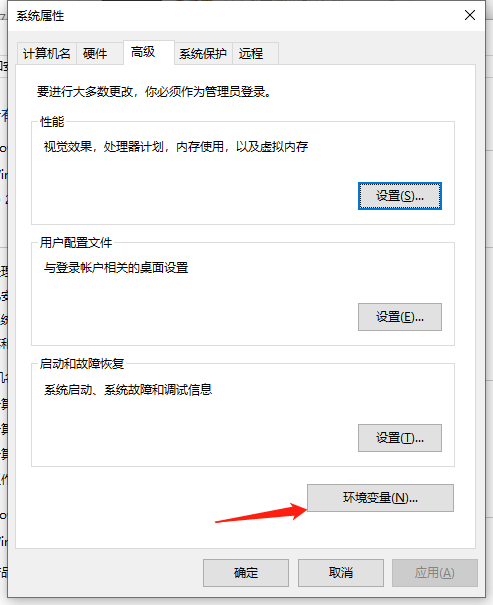 系统属性
计算机名 硬件 高级 系统保护 远程
要进行大多数更改，你必须作为管理员登录。
性能
视觉效果，处理器计划，内存使用，以及虚拟内存
设置(S)...
用户配置文件
与登录帐户相关的桌面设置
设置(E)...
启动和故障恢复
系统启动、系统故障和调试信息
设置(T)...
环境变量(N)...
确定 取消 应用(A)